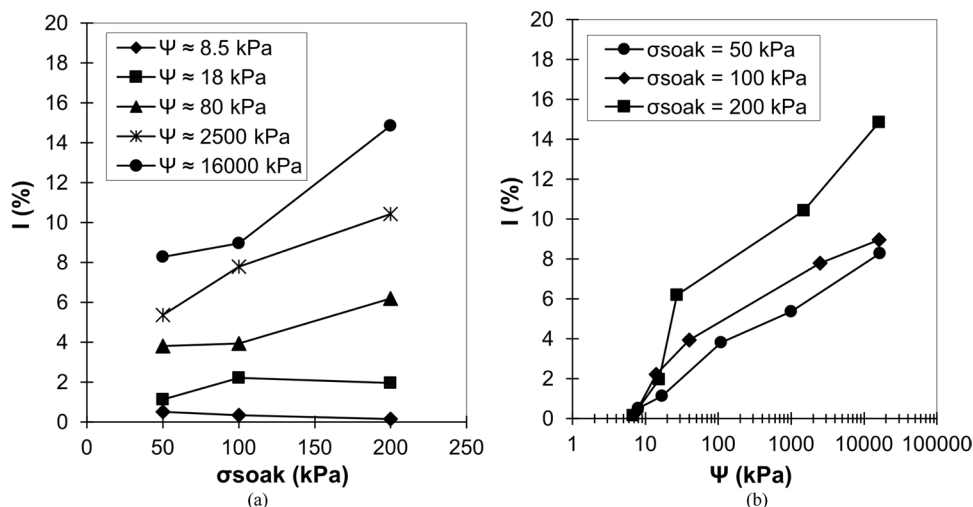 20
18
16
14
12
10
8
6
4
2
0
I (%)
Ψ ≈ 8.5 kPa
Ψ ≈ 18 kPa
Ψ ≈ 80 kPa
Ψ ≈ 2500 kPa
Ψ ≈ 16000 kPa
0 50 100 150 200 250
σsoak (kPa)
(a)
20
18
16
14
12
10
8
6
4
2
0
I (%)
σsoak = 50 kPa
σsoak = 100 kPa
σsoak = 200 kPa
1 10 100 1000 10000 100000
Ψ (kPa)
(b)